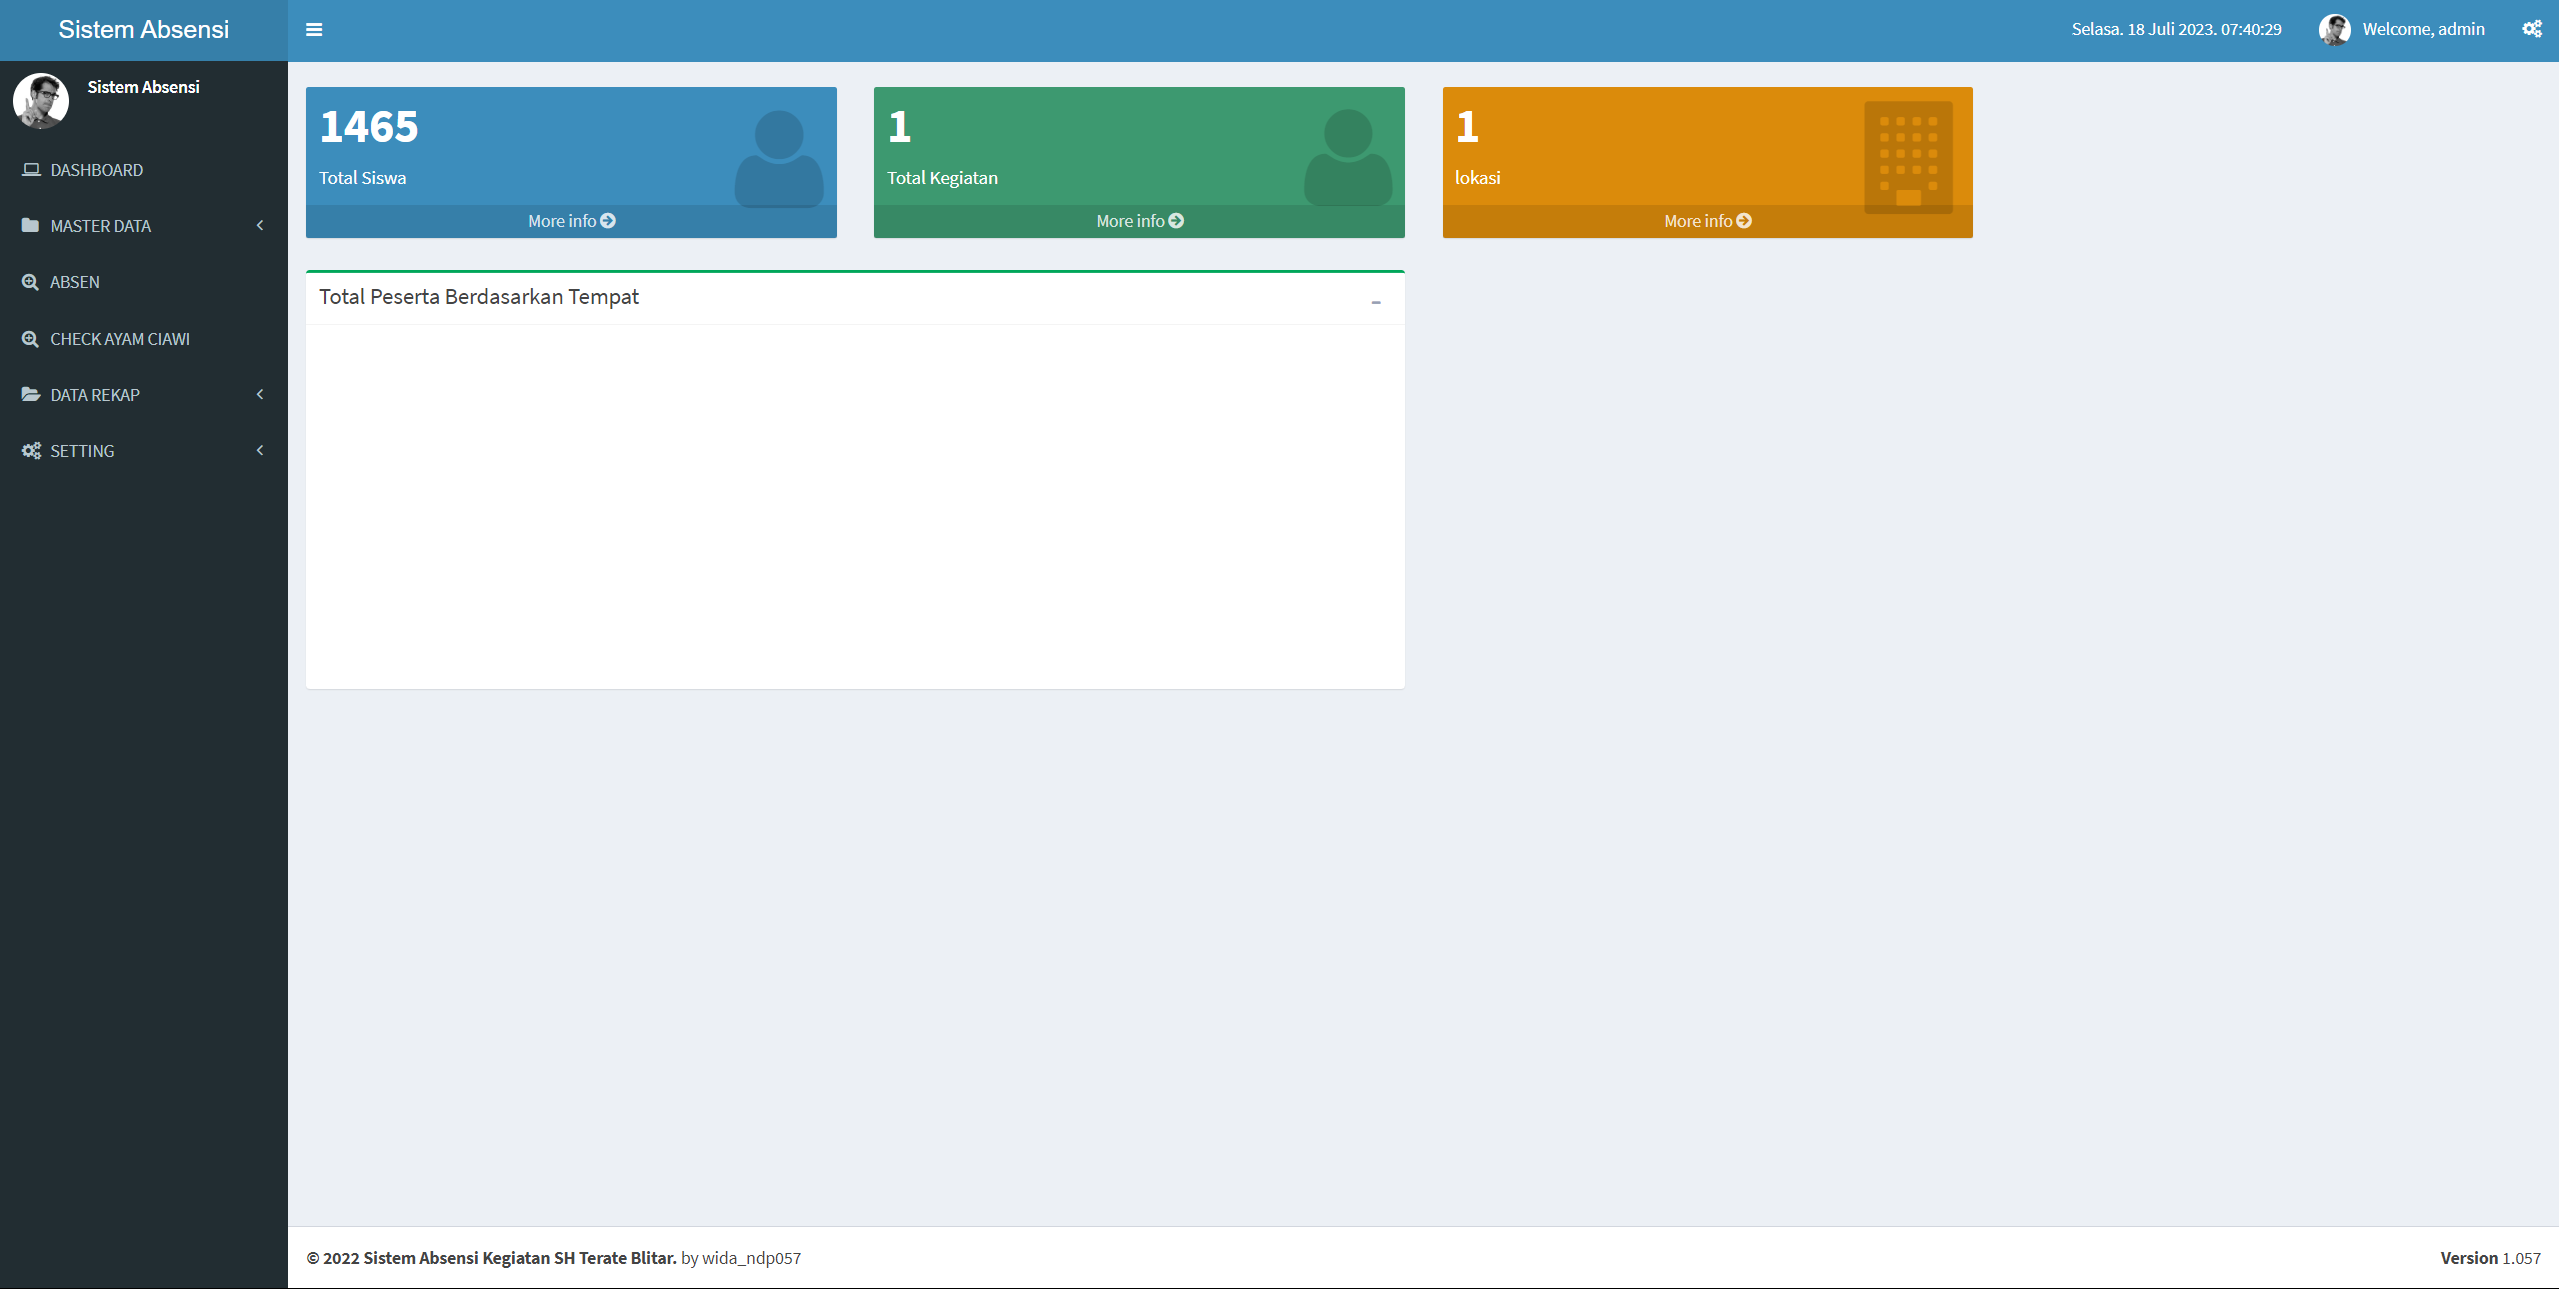 Sistem Absensi
Selasa. 18 Juli 2023. 07:40:29
Welcome, admin
Sistem Absensi
DASHBOARD
MASTER DATA
ABSEN
CHECK AYAM CIAWI
DATA REKAP
SETTING
1465
Total Siswa
More info
1
Total Kegiatan
More info
1
lokasi
More info
Total Peserta Berdasarkan Tempat
© 2022 Sistem Absensi Kegiatan SH Terate Blitar. by wida_ndp057
Version 1.057